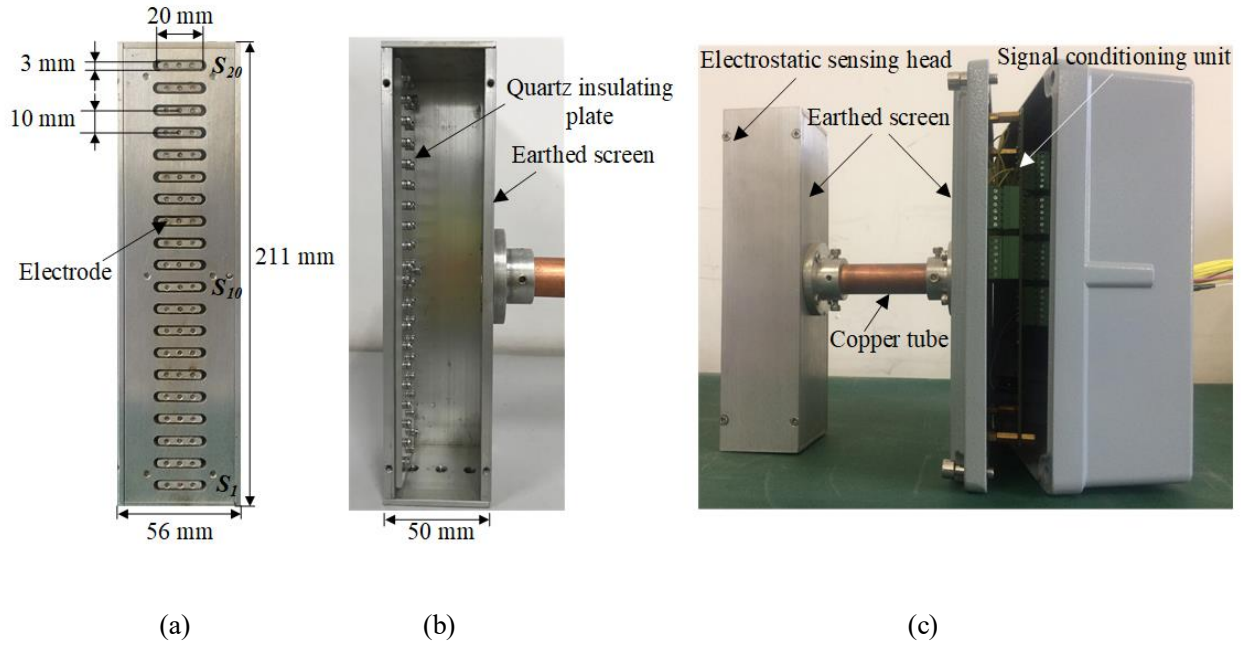 20 mm
3 mm
10 mm
S20
Electrode
S10
211 mm
S1
56 mm
Quartz insulating
plate
Earthed screen
50 mm
Electrostatic sensing head
Signal conditioning unit
Earthed screen
Copper tube
(a)
(b)
(c)